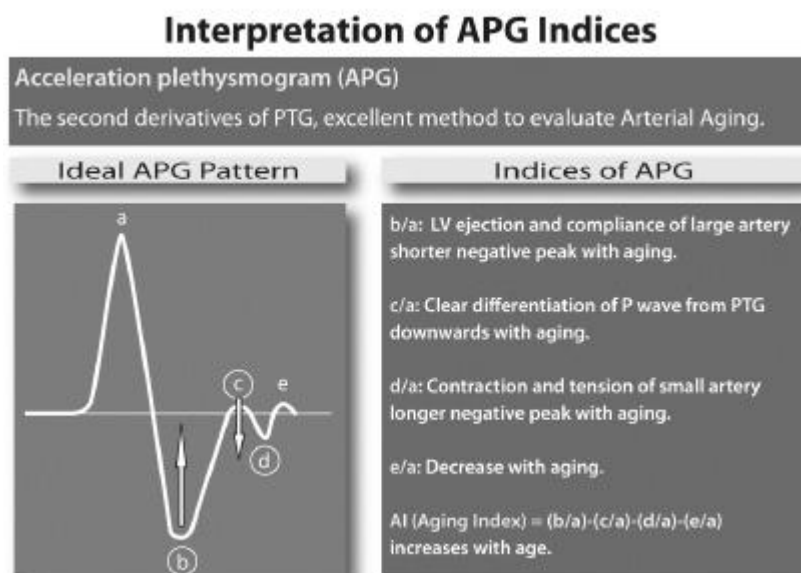 Interpretation of APG Indices
Acceleration plethysmogram (APG)
The second derivatives of PTG, excellent method to evaluate Arterial Aging.
Ideal APG Pattern
a
c
e
d
b
Indices of APG
b/a: LV ejection and compliance of large artery
shorter negative peak with aging.
c/a: Clear differentiation of P wave from PTG
downwards with aging.
d/a: Contraction and tension of small artery
longer negative peak with aging.
e/a: Decrease with aging.
AI (Aging Index) = (b/a)-(c/a)-(d/a)-(e/a)
increases with age.